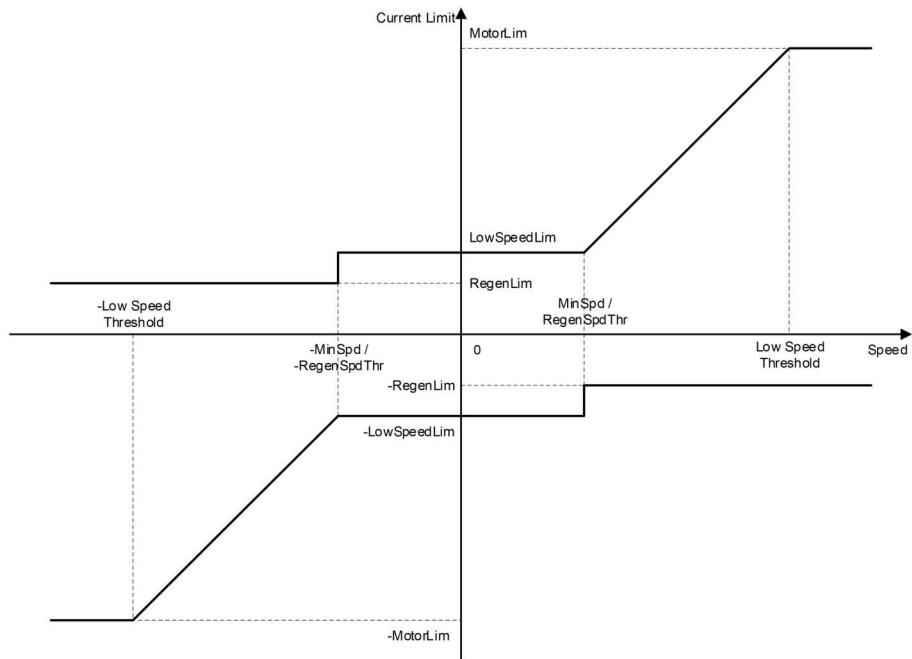 Current Limit
MotorLim
LowSpeedLim
RegenLim
-Low Speed
Threshold
MinSpd /
RegenSpdThr
-MinSpd /
-RegenSpdThr
0
Low Speed
Threshold
Speed
-RegenLim
-LowSpeedLim
-MotorLim